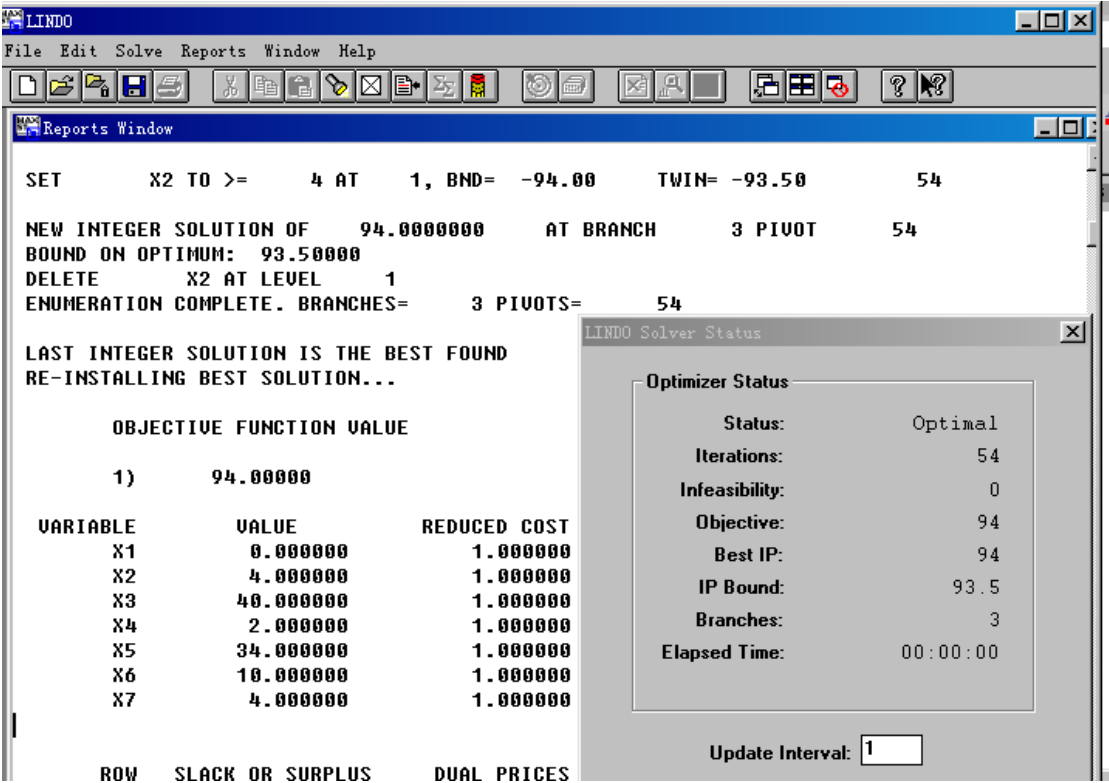 LINDO
File Edit Solve Reports Window Help
Reports Window
SET X2 TO >= 4 AT 1, BND= -94.00 TWIN= -93.50 54
NEW INTEGER SOLUTION OF 94.0000000 AT BRANCH 3 PIVOT 54
BOUND ON OPTIMUM: 93.50000
DELETE X2 AT LEVEL 1
ENUMERATION COMPLETE. BRANCHES= 3 PIVOTS= 54
LAST INTEGER SOLUTION IS THE BEST FOUND
RE-INSTALLING BEST SOLUTION...
OBJECTIVE FUNCTION VALUE
1) 94.00000
VARIABLE VALUE REDUCED COST
X1 0.000000 1.000000
X2 4.000000 1.000000
X3 40.000000 1.000000
X4 2.000000 1.000000
X5 34.000000 1.000000
X6 10.000000 1.000000
X7 4.000000 1.000000
ROW SLACK OR SURPLUS DUAL PRICES
LINDO Solver Status
Optimizer Status
Status: Optimal
Iterations: 54
Infeasibility: 0
Objective: 94
Best IP: 94
IP Bound: 93.5
Branches: 3
Elapsed Time: 00:00:00
Update Interval: 1